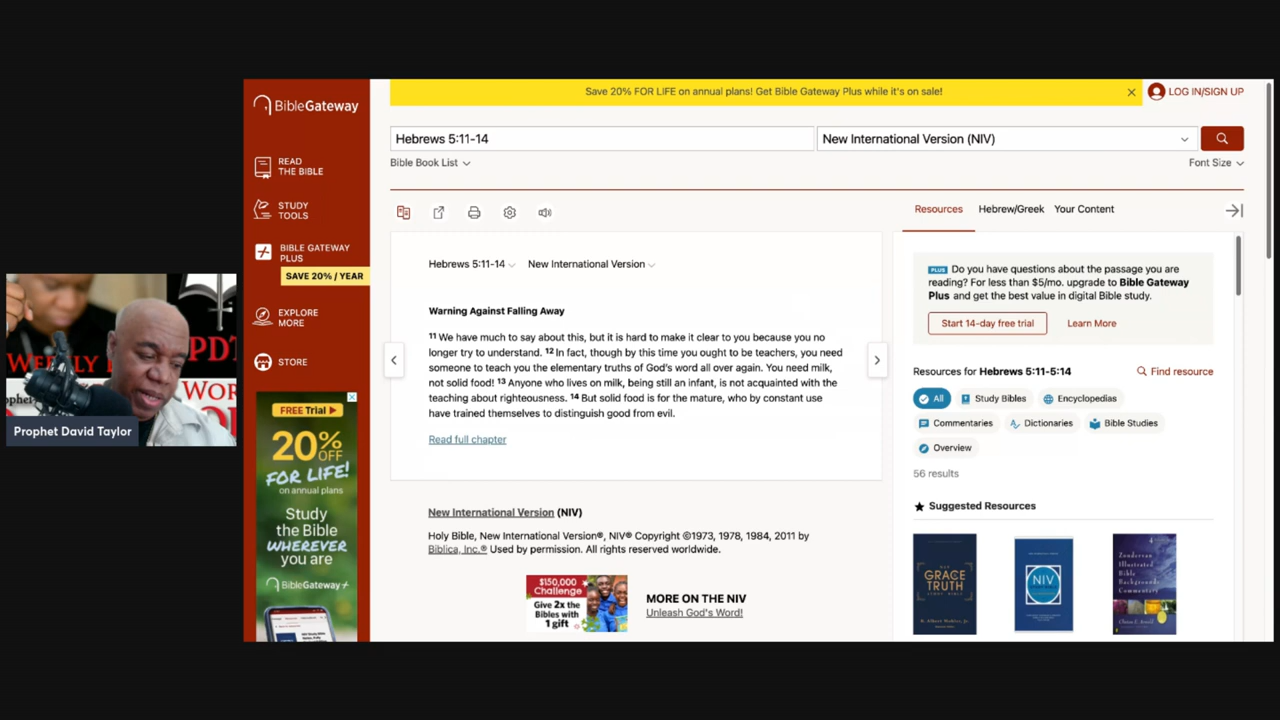 BibleGateway
READ
THE BIBLE
STUDY
TOOLS
BIBLE GATEWAY
PLUS
SAVE 20% / YEAR
EXPLORE
MORE
STORE
FREE Trial
20%
OFF
FOR LIFE!
on annual plans
Study
the Bible
WHEREVER
you are
BibleGateway+
Save 20% FOR LIFE on annual plans! Get Bible Gateway Plus while it's on sale!
LOG IN/SIGN UP
Hebrews 5:11-14
New International Version (NIV)
Bible Book List
Font Size
Hebrews 5:11-14 New International Version
Warning Against Falling Away
11 We have much to say about this, but it is hard to make it clear to you because you no
longer try to understand. 12 In fact, though by this time you ought to be teachers, you need
someone to teach you the elementary truths of God's word all over again. You need milk,
not solid food! 13 Anyone who lives on milk, being still an infant, is not acquainted with the
teaching about righteousness. 14 But solid food is for the mature, who by constant use
have trained themselves to distinguish good from evil.
Read full chapter
New International Version (NIV)
Holy Bible, New International Version®, NIV® Copyright ©1973, 1978, 1984, 2011 by
Biblica, Inc.® Used by permission. All rights reserved worldwide.
$150,000
Challenge
Give 2x the
Bibles with
1 gift
MORE ON THE NIV
Unleash God's Word!
Resources Hebrew/Greek Your Content
PLUS Do you have questions about the passage you are
reading? For less than $5/mo. upgrade to Bible Gateway
Plus and get the best value in digital Bible study.
Start 14-day free trial Learn More
Resources for Hebrews 5:11-5:14 Find resource
All Study Bibles Encyclopedias
Commentaries Dictionaries Bible Studies
Overview
56 results
Suggested Resources
GRACE
TRUTH
STUDY BIBLE
NIV
Zondervan
Illustrated
Bible
Backgrounds
Commentary
PDT
Prophet David Taylor